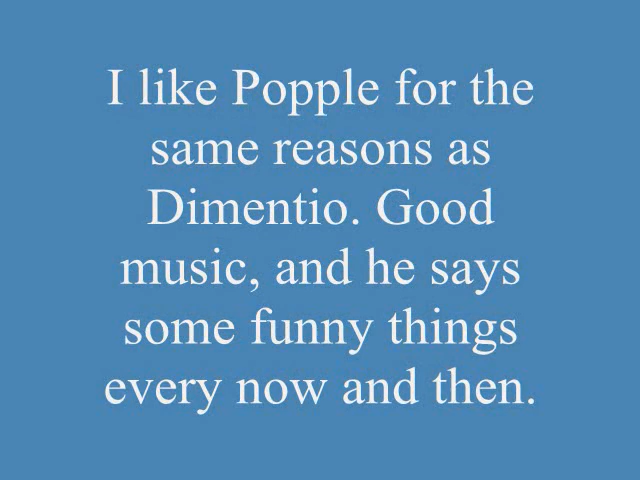 I like Popple for the
same reasons as
Dimentio. Good
music, and he says
some funny things
every now and then.